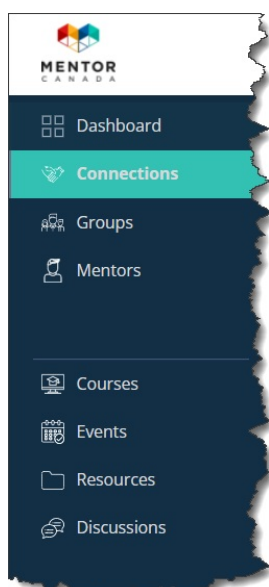 MENTOR
CANADA
Dashboard
Connections
Groups
Mentors
Courses
Events
Resources
Discussions